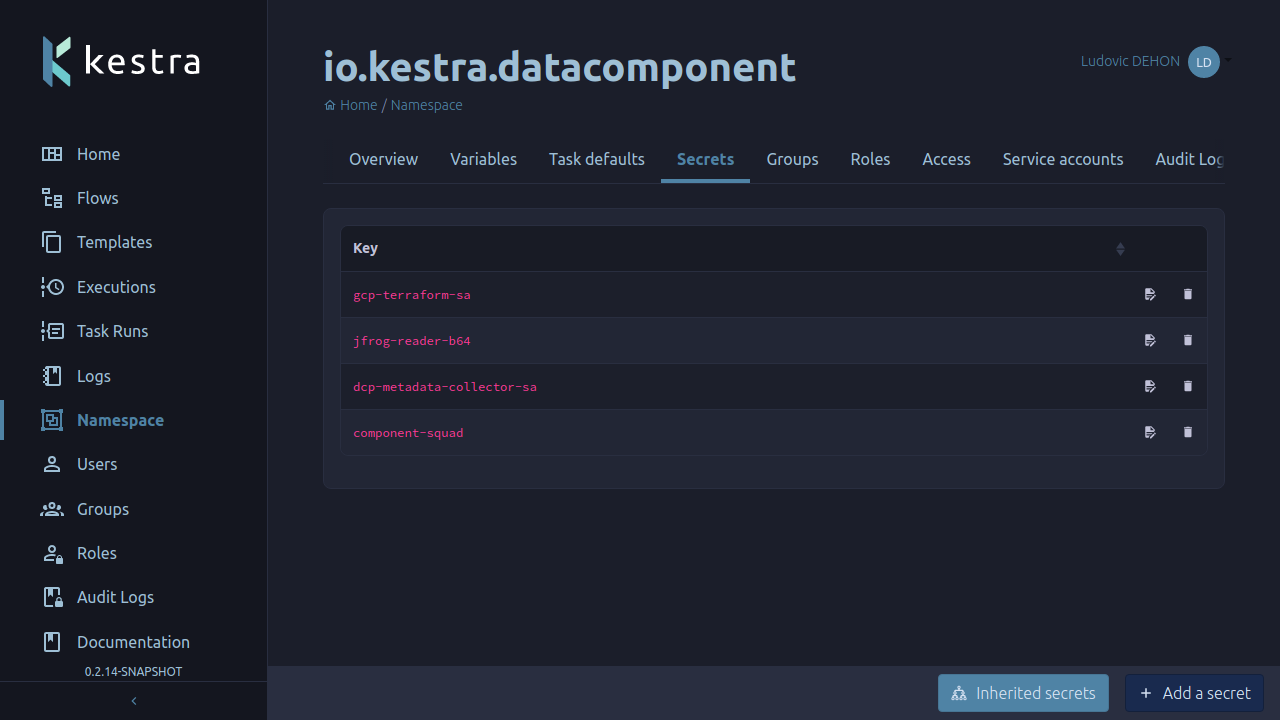 kestra
Home
Flows
Templates
Executions
Task Runs
Logs
Namespace
Users
Groups
Roles
Audit Logs
Documentation
0.2.14-SNAPSHOT
io.kestra.datacomponent
Home / Namespace
Ludovic DEHON LD
Overview Variables Task defaults Secrets Groups Roles Access Service accounts Audit Log
Key
gcp-terraform-sa
jfrog-reader-b64
dcp-metadata-collector-sa
component-squad
Inherited secrets
+ Add a secret